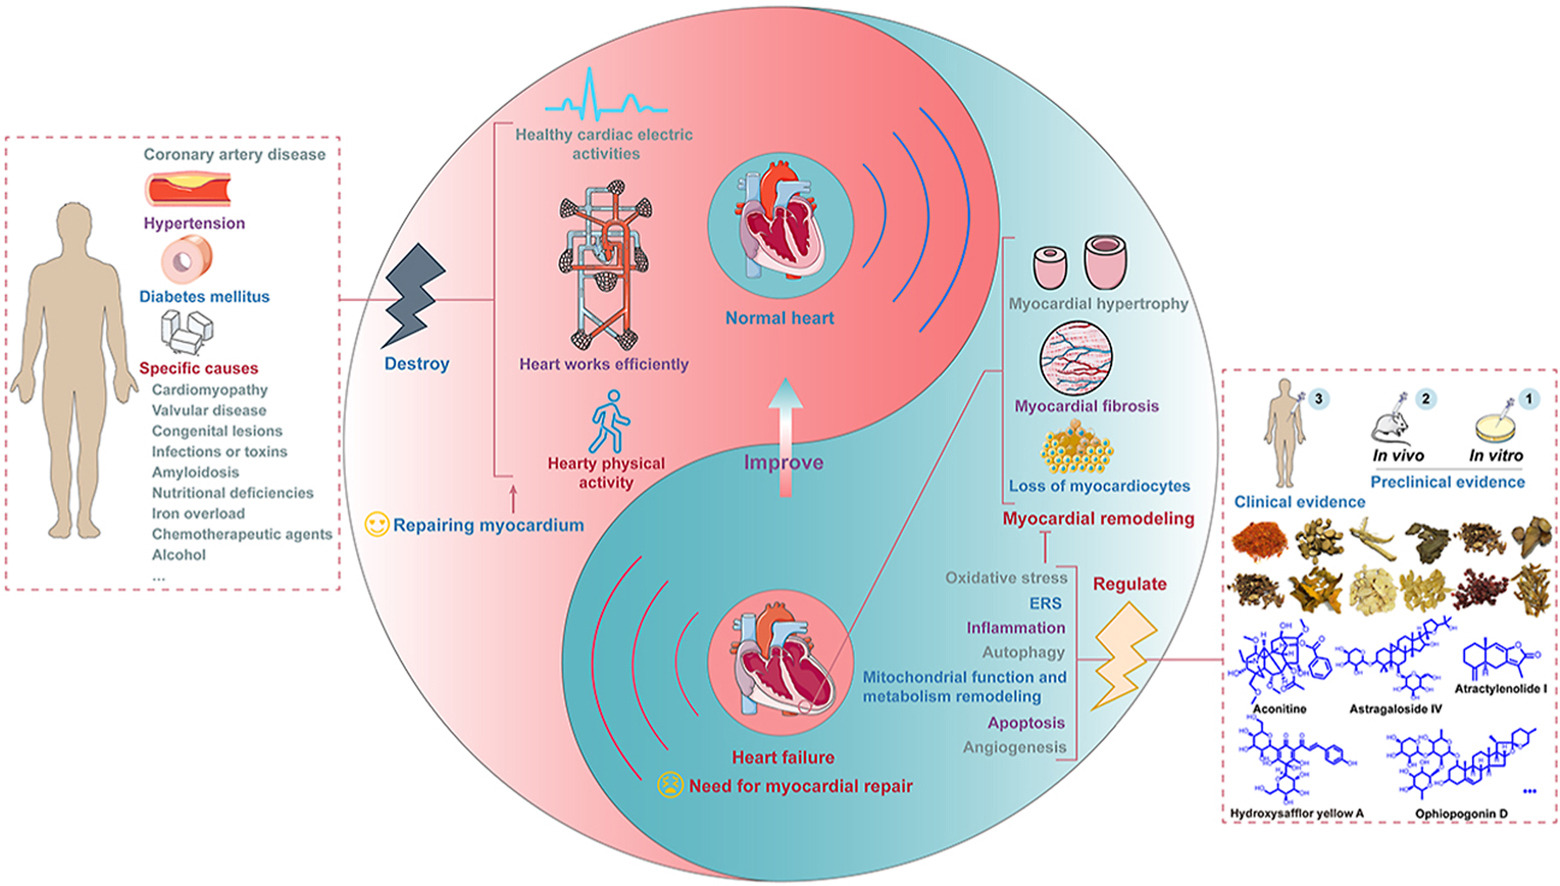 Coronary artery disease
Hypertension
Diabetes mellitus
Specific causes
Cardiomyopathy
Valvular disease
Congenital lesions
Infections or toxins
Amyloidosis
Nutritional deficiencies
Iron overload
Chemotherapeutic agents
Alcohol
...
Destroy
Healthy cardiac electric
activities
Heart works efficiently
Hearty physical
activity
Repairing myocardium
Normal heart
Improve
Heart failure
Need for myocardial repair
Myocardial hypertrophy
Myocardial fibrosis
Loss of myocardiocytes
Myocardial remodeling
Oxidative stress
ERS
Inflammation
Autophagy
Mitochondrial function and
metabolism remodeling
Apoptosis
Angiogenesis
Regulate
3
2
1
In vivo
In vitro
Preclinical evidence
Clinical evidence
Aconitine
Astragaloside IV
Atractylenolide I
Hydroxysafflor yellow A
Ophiopogonin D
...